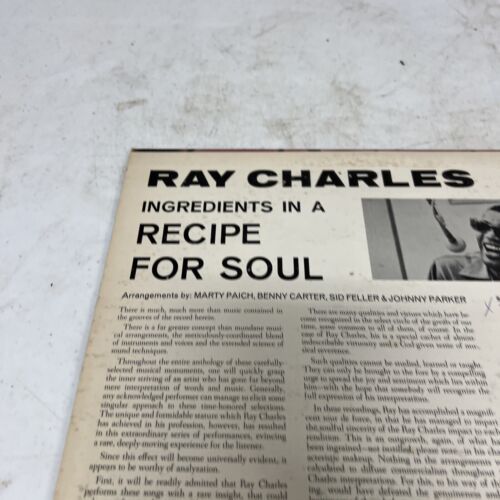 RAY CHARLES
INGREDIENTS IN A
RECIPE
FOR SOUL
Arrangements by: MARTY PAICH, BENNY CARTER, SID FELLER & JOHNNY PARKER
There is much, much more than music contained in
the grooves of the record herein.
There is a far greater concept than mundane musi-
cal arrangements, the meticulously-coordinated blend
of instruments and voices and the extended science of
sound techniques.
Throughout the entire anthology of these carefully-
selected musical monuments, one will quickly grasp
the inner striving of an artist who has gone far beyond
mere interpretation of words and music. Generally,
any acknowledged performer can manage to elicit some
singular approach to these time-honored selections.
The unique and formidable stature which Ray Charles
has achieved in his profession, however, has resulted
in this extraordinary series of performances, evincing
a rare, deeply-moving experience for the listener.
Since this effect will become universally evident, it
appears to be worthy of analyzation.
First, it will be readily admitted that Ray Charles
performs these songs with a rare insight, that could
There are many qualities and virtues which have be-
come recognized in the select circle of the greats of our
time, some common to all of them, of course. In the
case of Ray Charles, his is a special cachet of almost
indescribable virtuosity and a God-given sense of mu-
sical reverence.
Such qualities cannot be studied, learned or taught.
They can only be brought to the fore by a compelling
urge to spread the joy and sentiment which lies within
one with the hope that somebody will recognize the
full expression of his interpretations.
In these recordings, Ray has accomplished a magnifi-
cent tour de force, in that he has managed to impart
the soulful sincerity of the Ray Charles impact
condition. This is an outgrowth, again, of what has
been ingrained—not instilled, please note, in his
scientific makeup. Nothing in the arrangements was
calculated to diffuse commercialism throughout
Charles interpretations. For, this, in itself,
would have defeated